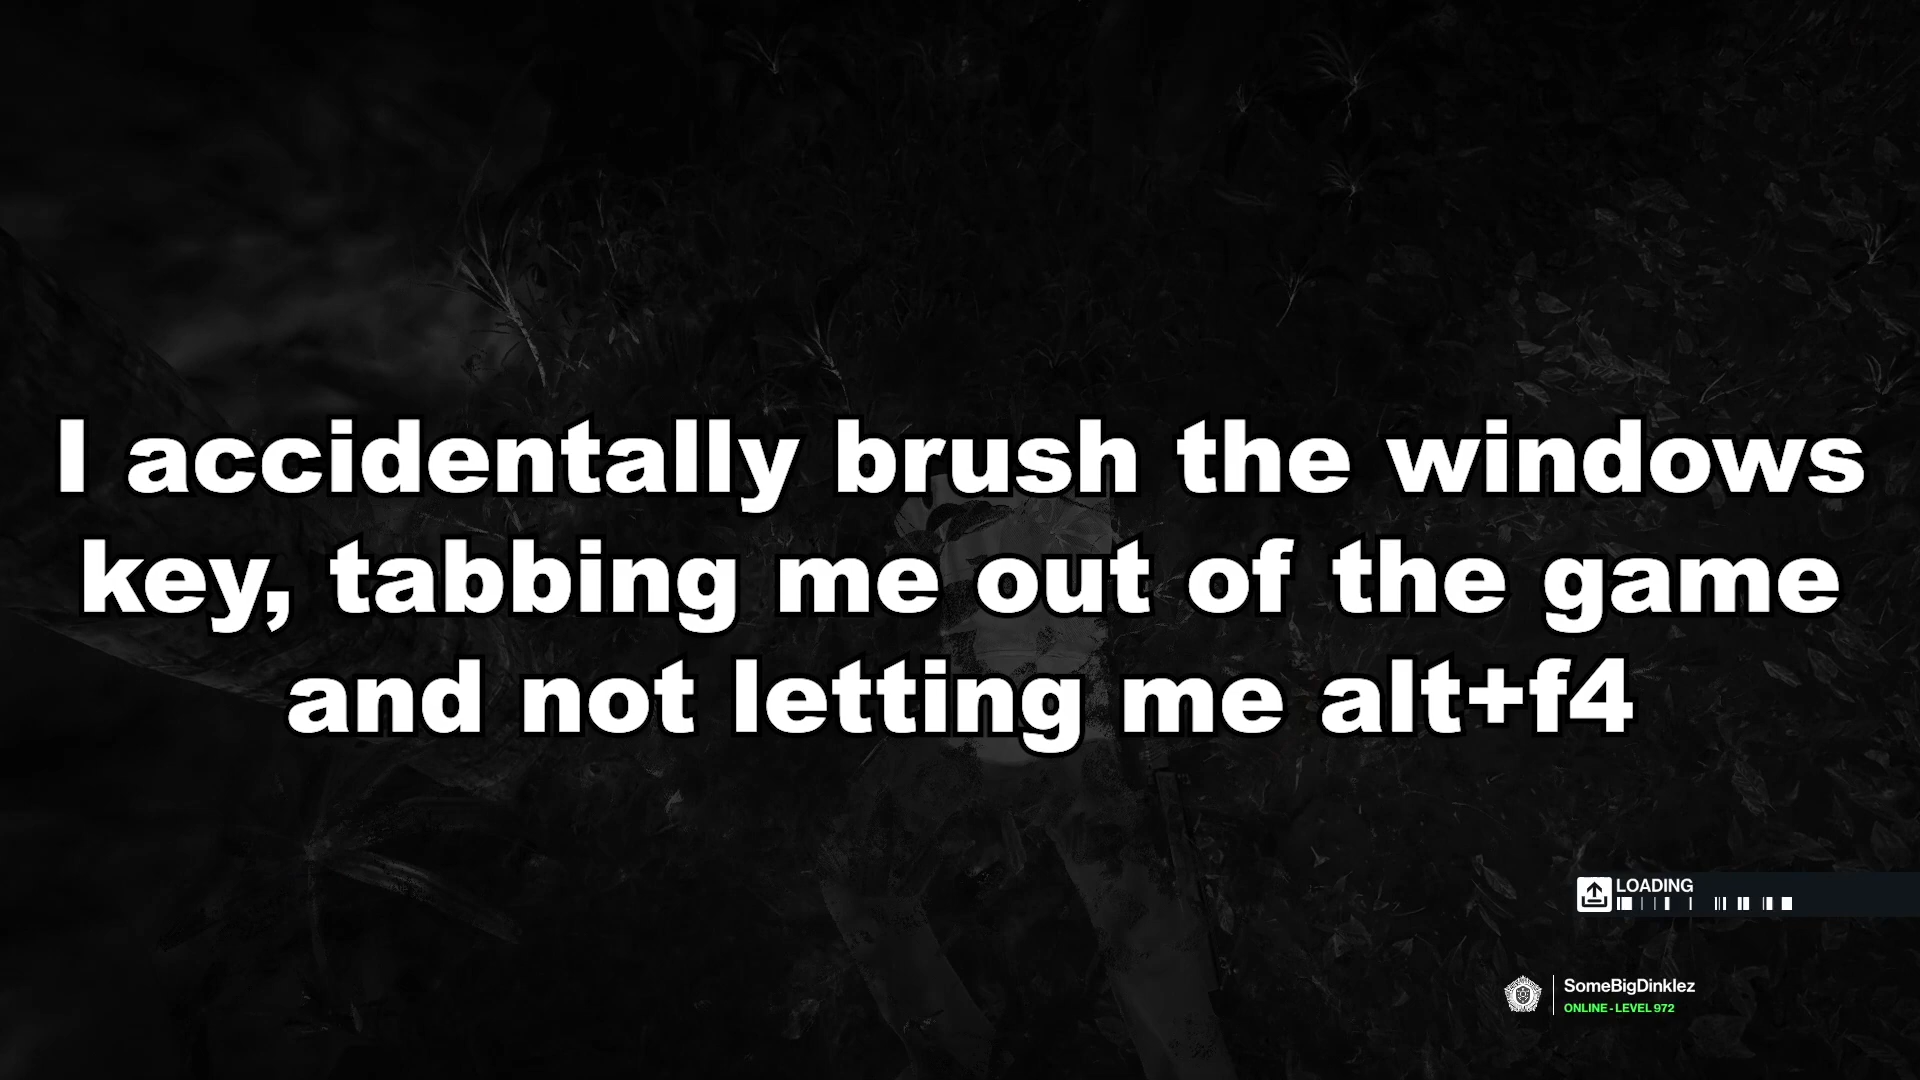 I accidentally brush the windows
key, tabbing me out of the game
and not letting me alt+f4
LOADING
SomeBigDinklez
ONLINE - LEVEL 972